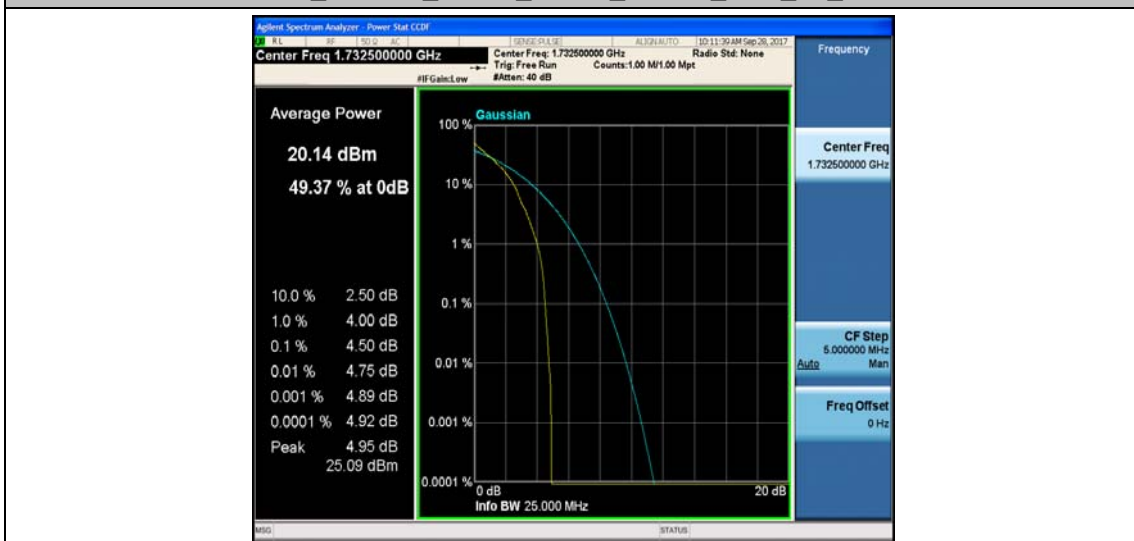 Agilent Spectrum Analyzer - Power Stat CCDF
RL RF 50 Ω AC SENSE:PULSE ALIGN AUTO 10:11:39 AM Sep 28, 2017
Center Freq 1.732500000 GHz
Center Freq: 1.732500000 GHz Radio Std: None
Trig: Free Run Counts:1.00 M/1.00 Mpt
#IFGain:Low #Atten: 40 dB
Frequency
Average Power
20.14 dBm
49.37 % at 0dB
10.0 % 2.50 dB
1.0 % 4.00 dB
0.1 % 4.50 dB
0.01 % 4.75 dB
0.001 % 4.89 dB
0.0001 % 4.92 dB
Peak 4.95 dB
25.09 dBm
Gaussian
100 %
10 %
1 %
0.1 %
0.01 %
0.001 %
0.0001 %
0 dB 20 dB
Info BW 25.000 MHz
Center Freq
1.732500000 GHz
CF Step
5.000000 MHz
Auto Man
Freq Offset
0 Hz
MSG STATUS